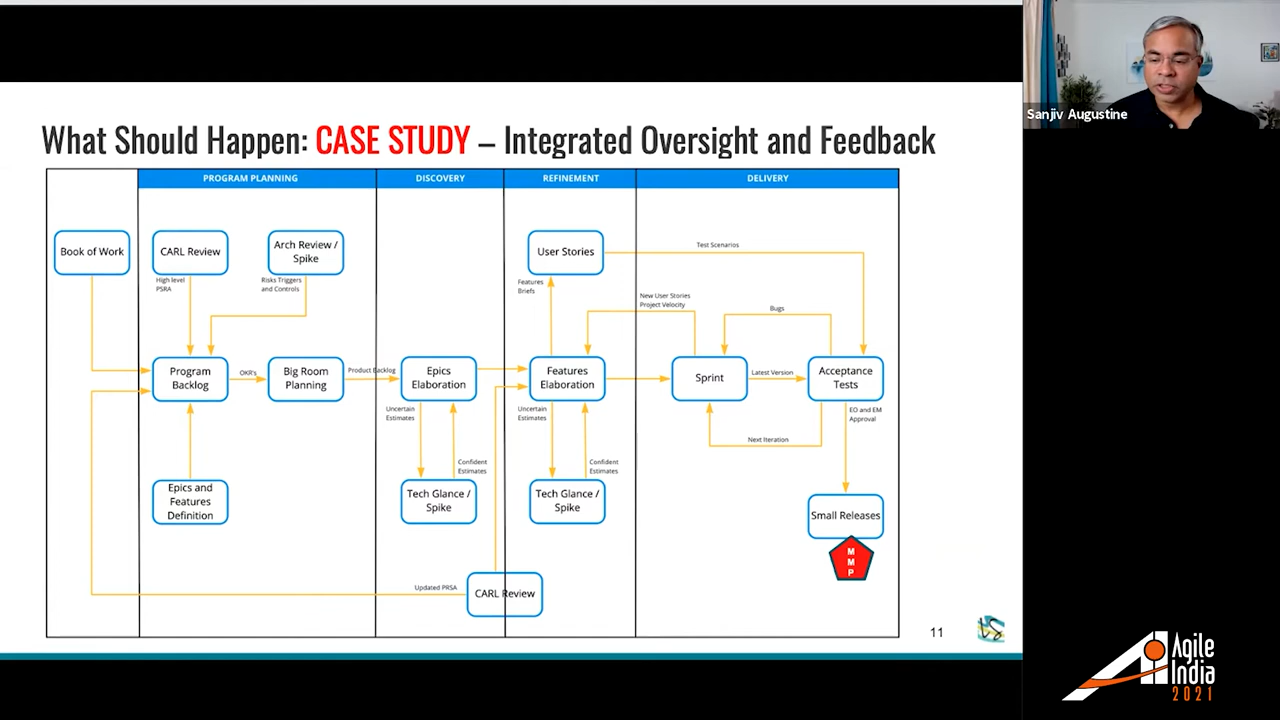 Sanjiv Augustine
What Should Happen: CASE STUDY – Integrated Oversight and Feedback
PROGRAM PLANNING
DISCOVERY
REFINEMENT
DELIVERY
Book of Work
CARL Review
Arch Review /
Spike
User Stories
Test Scenarios
High level
PSRA
Risks Triggers
and Controls
Features
Briefs
New User Stories
Project Velocity
Bugs
Program
Backlog
OKR's
Big Room
Planning
Product Backlog
Epics
Elaboration
Features
Elaboration
Sprint
Latest Version
Acceptance
Tests
Uncertain
Estimates
Uncertain
Estimates
EO and EM
Approval
Next Iteration
Confident
Estimates
Confident
Estimates
Epics and
Features
Definition
Tech Glance /
Spike
Tech Glance /
Spike
Small Releases
M
M
P
Updated PRSA
CARL Review
11
Agile
India
2021